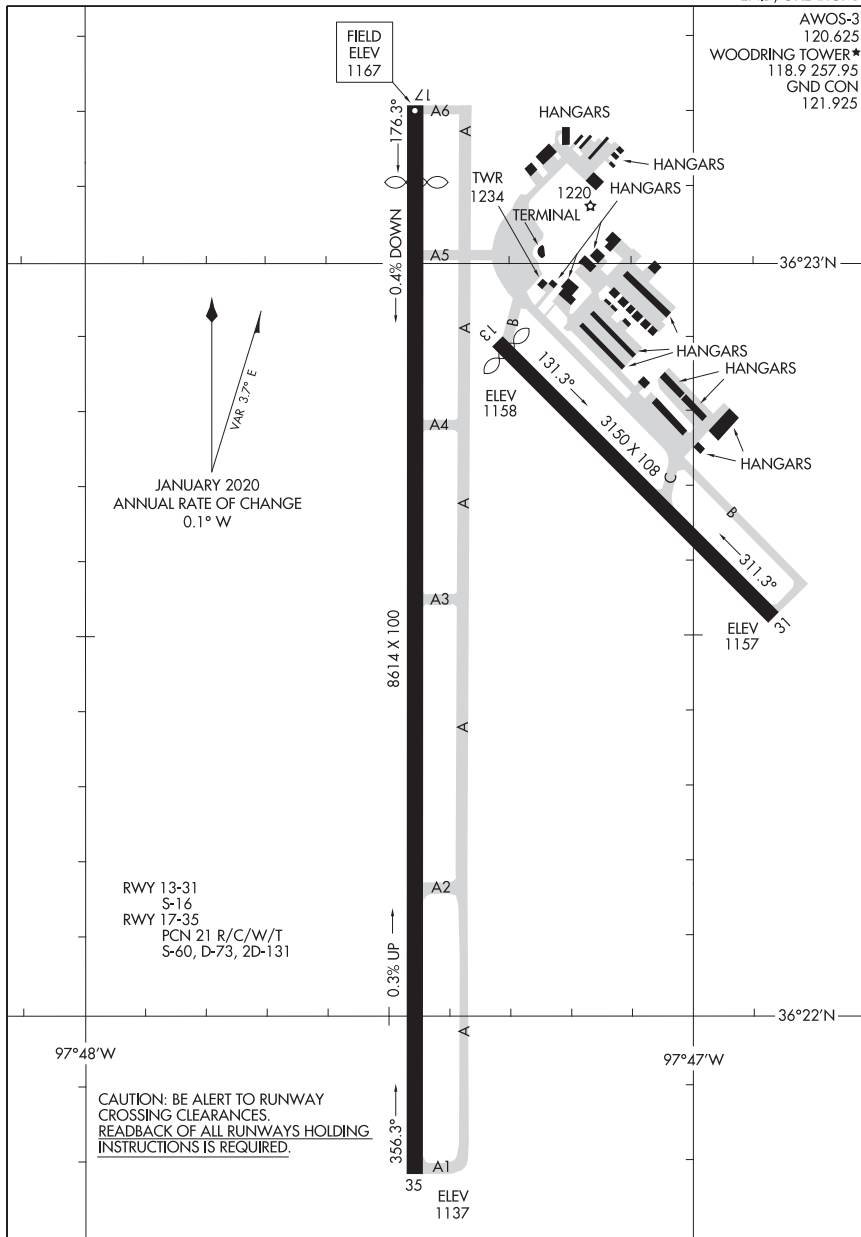 AWOS-3
120.625
WOODRING TOWER★
118.9 257.95
GND CON
121.925
FIELD
ELEV
1167
17
A6
176.3°
A
HANGARS
HANGARS
TWR
1234
1220
HANGARS
TERMINAL
A5
36°23'N
0.4% DOWN
A
B
13
VAR 3.7° E
HANGARS
HANGARS
131.3°
ELEV
1158
3150 X 108
A4
C
HANGARS
JANUARY 2020
ANNUAL RATE OF CHANGE
0.1° W
A
B
311.3°
A3
31
ELEV
1157
8614 X 100
A
RWY 13-31
S-16
RWY 17-35
PCN 21 R/C/W/T
S-60, D-73, 2D-131
A2
0.3% UP
36°22'N
A
97°48'W
97°47'W
CAUTION: BE ALERT TO RUNWAY
CROSSING CLEARANCES.
READBACK OF ALL RUNWAYS HOLDING
INSTRUCTIONS IS REQUIRED.
356.3°
A1
35
ELEV
1137